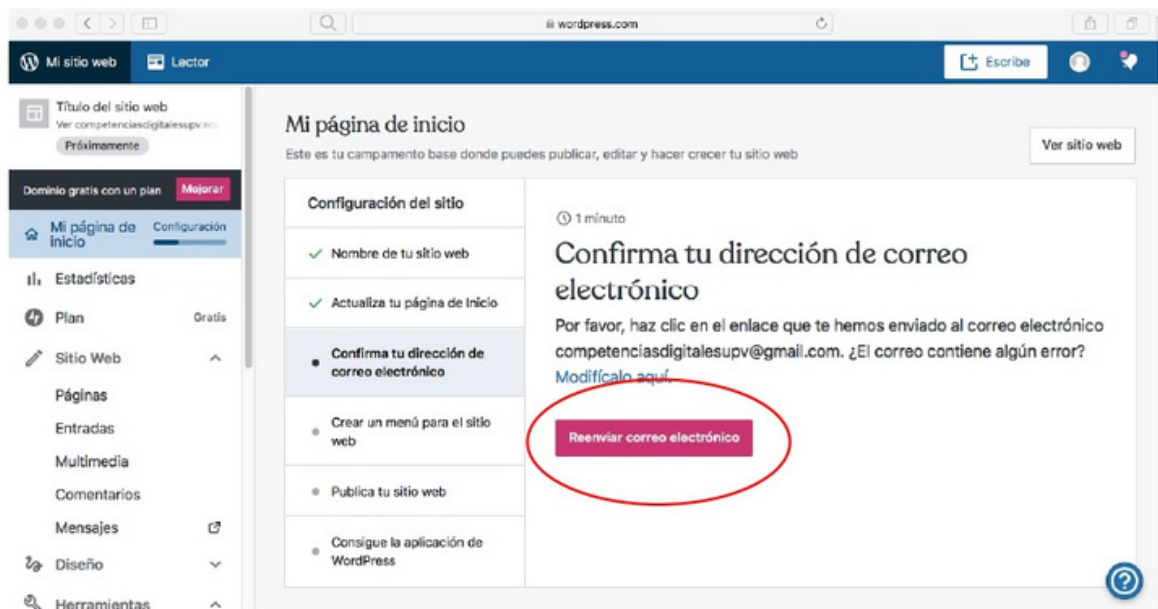 wordpress.com
Mi sitio web
Lector
Escribe
Título del sitio web
Ver competenciasdigitalesupv.wo
Próximamente
Dominio gratis con un plan
Mejorar
Mi página de inicio
Configuración
Estadísticas
Plan
Gratis
Sitio Web
Páginas
Entradas
Multimedia
Comentarios
Mensajes
Diseño
Herramientas
Mi página de inicio
Este es tu campamento base donde puedes publicar, editar y hacer crecer tu sitio web
Ver sitio web
Configuración del sitio
Nombre de tu sitio web
Actualiza tu página de Inicio
Confirma tu dirección de
correo electrónico
Crear un menú para el sitio
web
Publica tu sitio web
Consigue la aplicación de
WordPress
1 minuto
Confirma tu dirección de correo
electrónico
Por favor, haz clic en el enlace que te hemos enviado al correo electrónico
competenciasdigitalesupv@gmail.com. ¿El correo contiene algún error?
Modifícalo aquí.
Reenviar correo electrónico